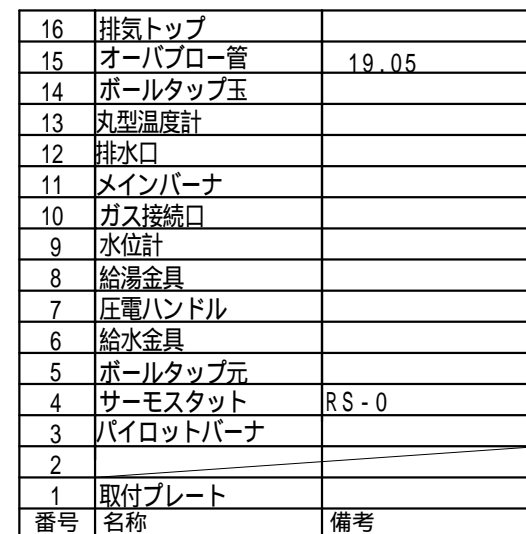 16 排気トップ
15 オーバブロー管 19.05
14 ボールタップ玉
13 丸型温度計
12 排水口
11 メインバーナ
10 ガス接続口
9 水位計
8 給湯金具
7 圧電ハンドル
6 給水金具
5 ボールタップ元
4 サーモスタット RS-0
3 パイロットバーナ
2
1 取付プレート
番号 名称 備考